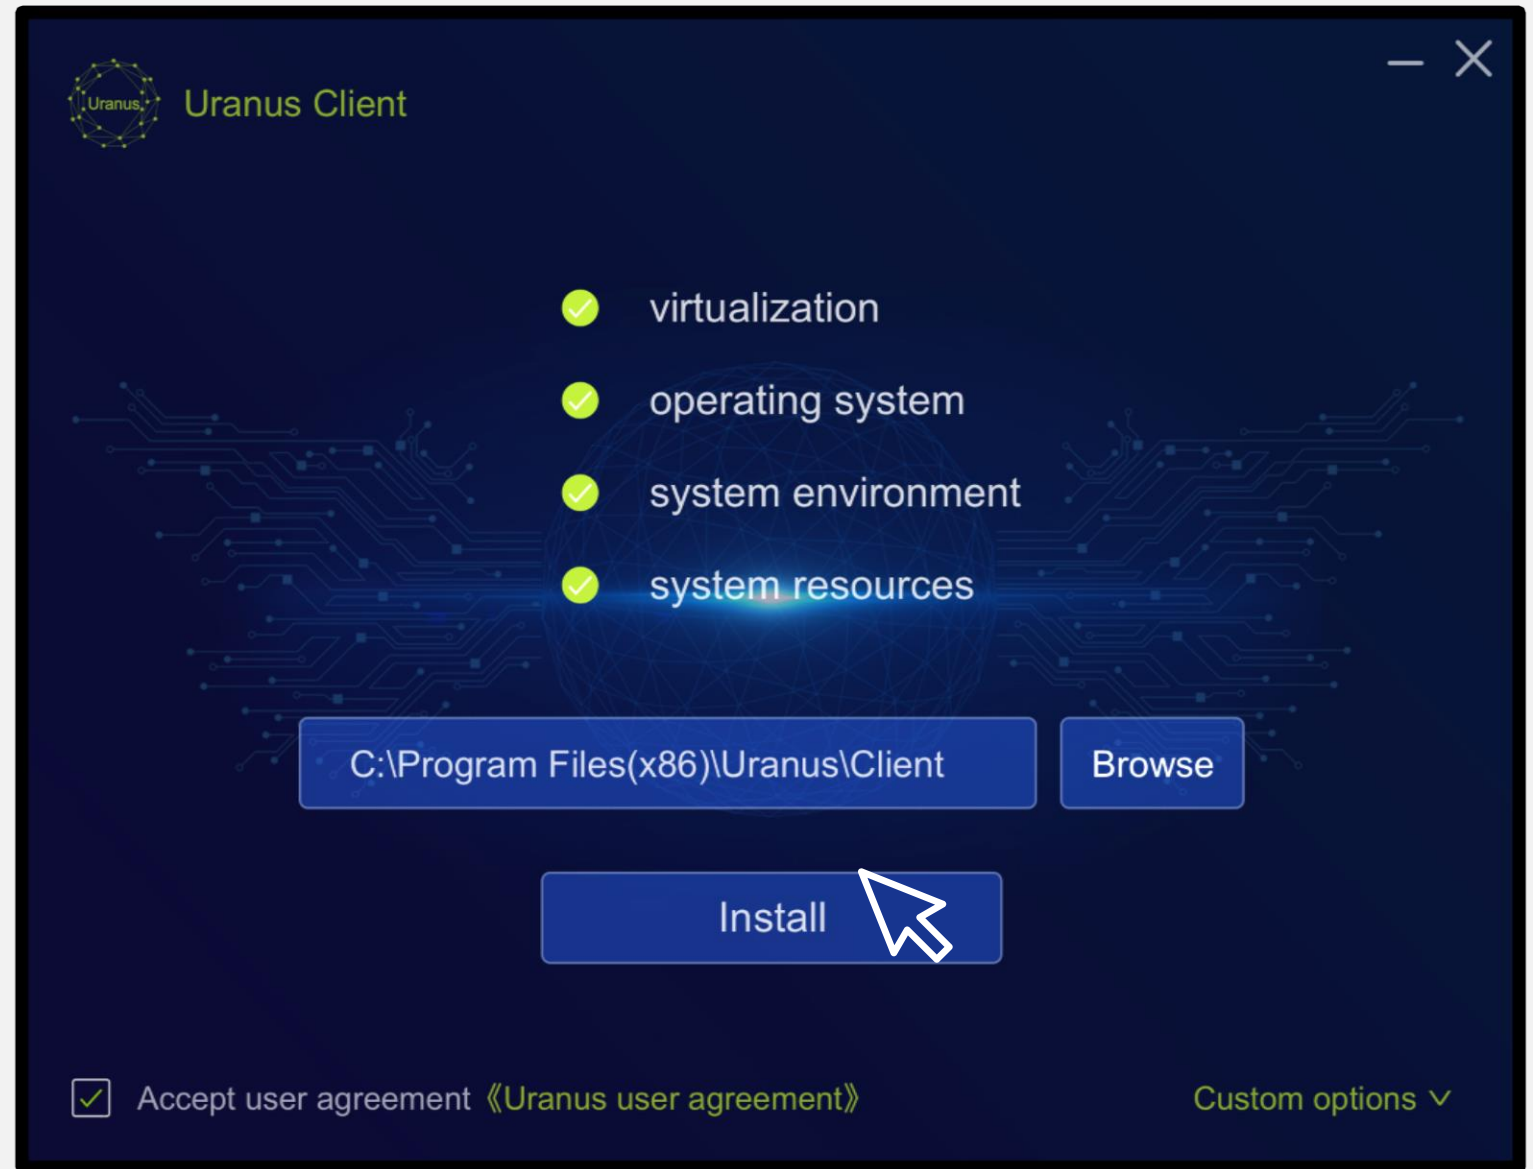 Uranus
Uranus Client
virtualization
operating system
system environment
system resources
C:\Program Files(x86)\Uranus\Client
Browse
Install
Accept user agreement《Uranus user agreement》
Custom options